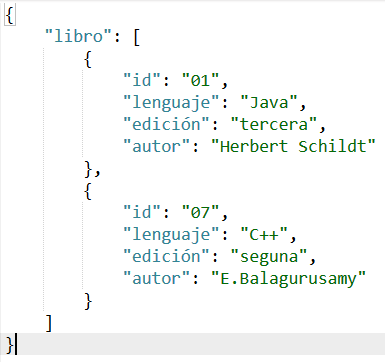 {
    "libro": [
        {
            "id": "01",
            "lenguaje": "Java",
            "edición": "tercera",
            "autor": "Herbert Schildt"
        },
        {
            "id": "07",
            "lenguaje": "C++",
            "edición": "seguna",
            "autor": "E.Balagurusamy"
        }
    ]
}